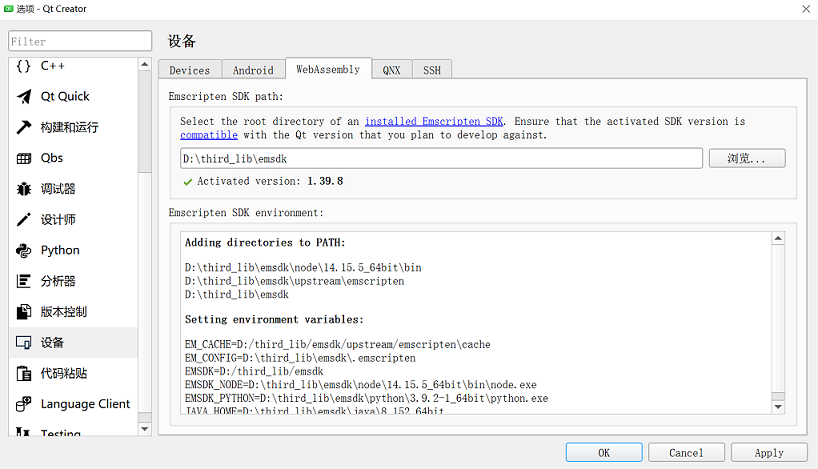 选项 - Qt Creator
Filter
设备
{} C++
Qt Quick
构建和运行
Qbs
调试器
设计师
Python
分析器
版本控制
设备
代码粘贴
Language Client
Testing
Devices Android WebAssembly QNX SSH
Emscripten SDK path:
Select the root directory of an installed Emscripten SDK. Ensure that the activated SDK version is
compatible with the Qt version that you plan to develop against.
D:\third_lib\emsdk 浏览...
Activated version: 1.39.8
Emscripten SDK environment:
Adding directories to PATH:
D:\third_lib\emsdk\node\14.15.5_64bit\bin
D:\third_lib\emsdk\upstream\emscripten
D:\third_lib\emsdk
Setting environment variables:
EM_CACHE=D:/third_lib/emsdk/upstream/emscripten\cache
EM_CONFIG=D:\third_lib\emsdk\.emscripten
EMSDK=D:/third_lib/emsdk
EMSDK_NODE=D:\third_lib\emsdk\node\14.15.5_64bit\bin\node.exe
EMSDK_PYTHON=D:\third_lib\emsdk\python\3.9.2-1_64bit\python.exe
JAVA_HOME=D:\third_lib\emsdk\java\8.152_64bit
OK Cancel Apply